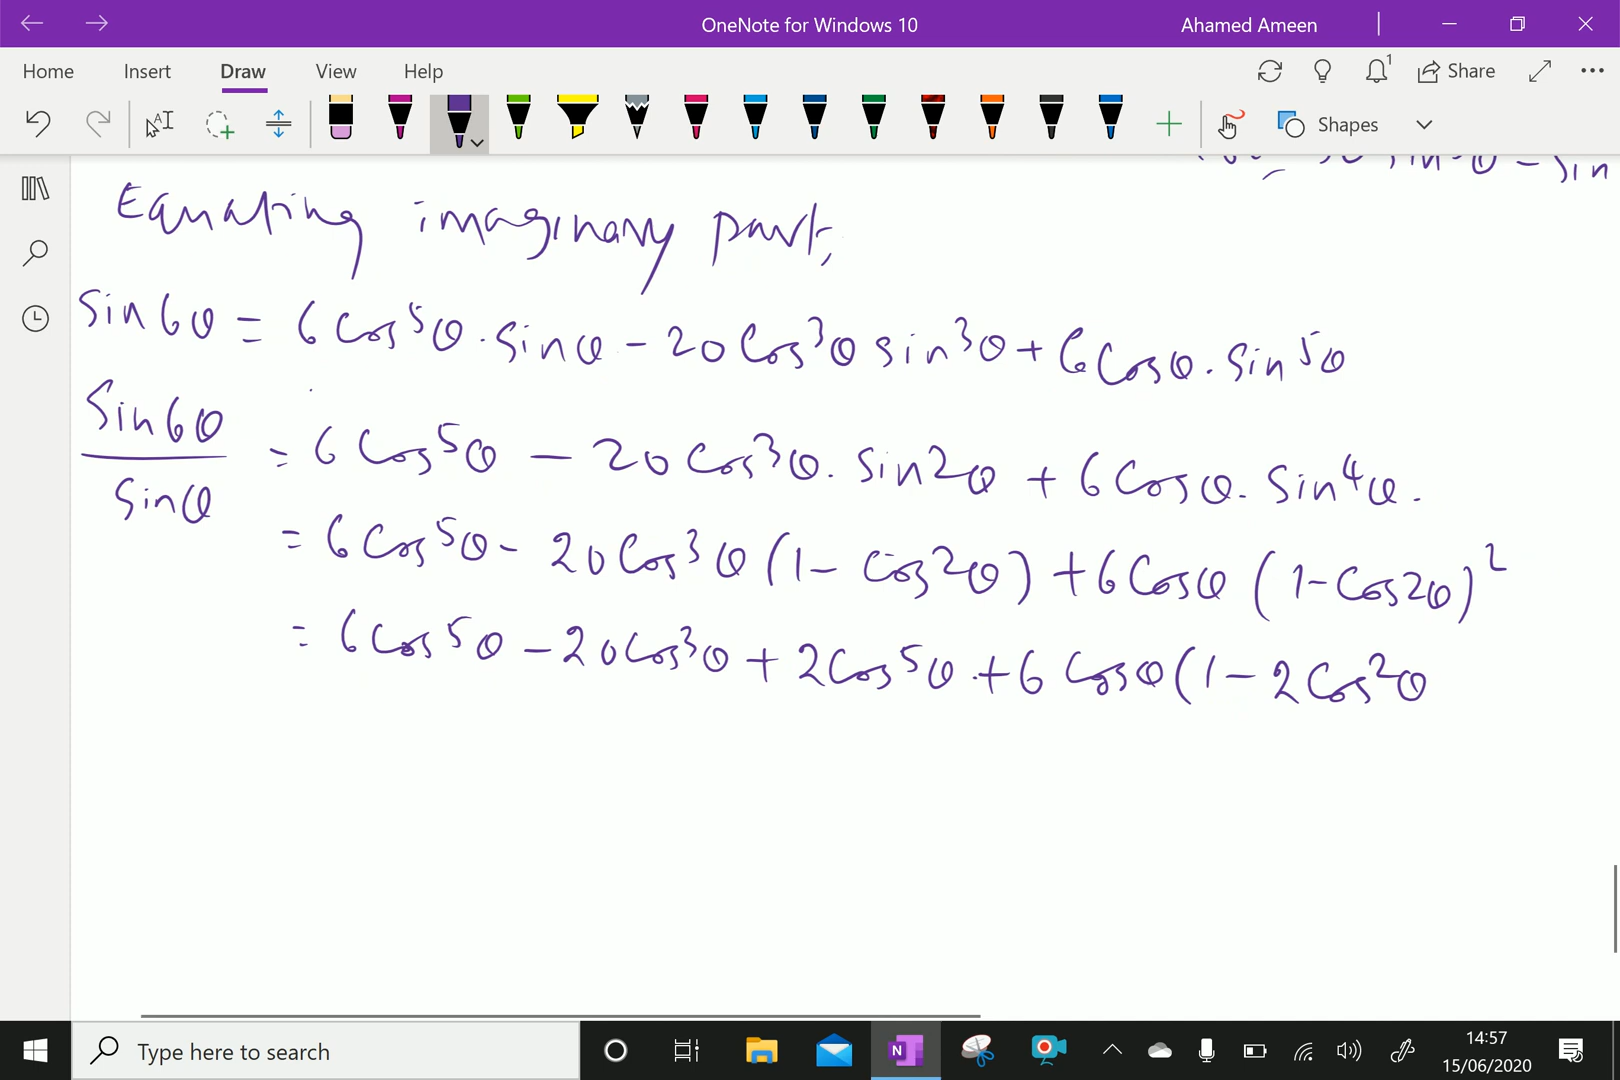 OneNote for Windows 10
Ahamed Ameen
Home Insert Draw View Help
1
Share
Shapes
Equating imaginary part,
sin6θ = 6cos⁵θ.sinθ - 20cos³θ sin³θ + 6cosθ.sin⁵θ
sin6θ/sinθ = 6cos⁵θ - 20cos³θ.sin2θ + 6cosθ.sin⁴θ.
= 6cos⁵θ - 20cos³θ(1 - cos²θ) + 6cosθ(1 - cos2θ)²
= 6cos⁵θ - 20cos³θ + 2cos⁵θ + 6cosθ(1 - 2cos²θ
Type here to search
14:57
15/06/2020